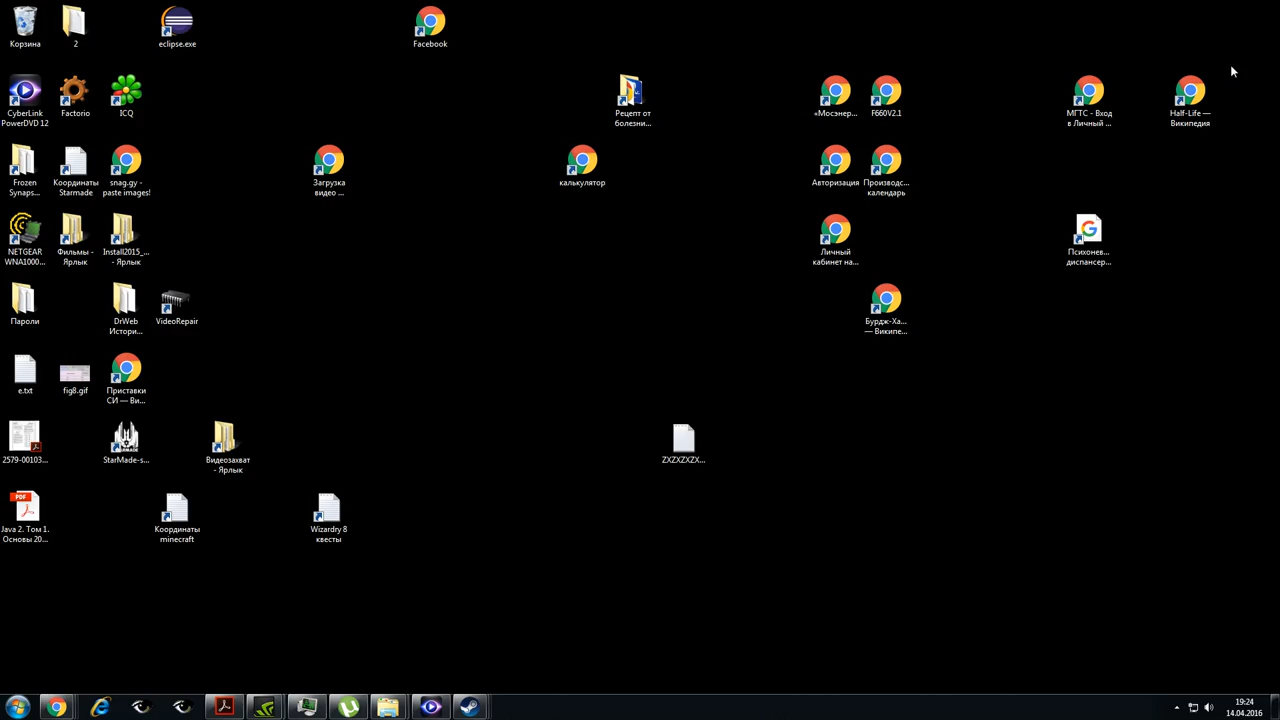 Корзина
2
eclipse.exe
Facebook
CyberLink
PowerDVD 12
Factorio
ICQ
Рецепт от
болезни...
«Мосэнер...
F660V2.1
МГТС - Вход
в Личный ...
Half-Life —
Википедия
Frozen
Synaps...
Координаты
Starmade
snag.gy -
paste images!
Загрузка
видео ...
калькулятор
Авторизация
Производс...
календарь
NETGEAR
WNA1000...
Фильмы -
Ярлык
Install2015_...
- Ярлык
Личный
кабинет на...
Психонев...
диспансер...
Пароли
DrWeb
Истори...
VideoRepair
Бурдж-Ха...
— Википе...
e.txt
fig8.gif
Приставки
СИ — Ви...
2579-00103...
StarMade-s...
Видеозахват
- Ярлык
ZXZXZXZX...
PDF
Java 2. Том 1.
Основы 20...
Координаты
minecraft
Wizardry 8
квесты
19:24
14.04.2016